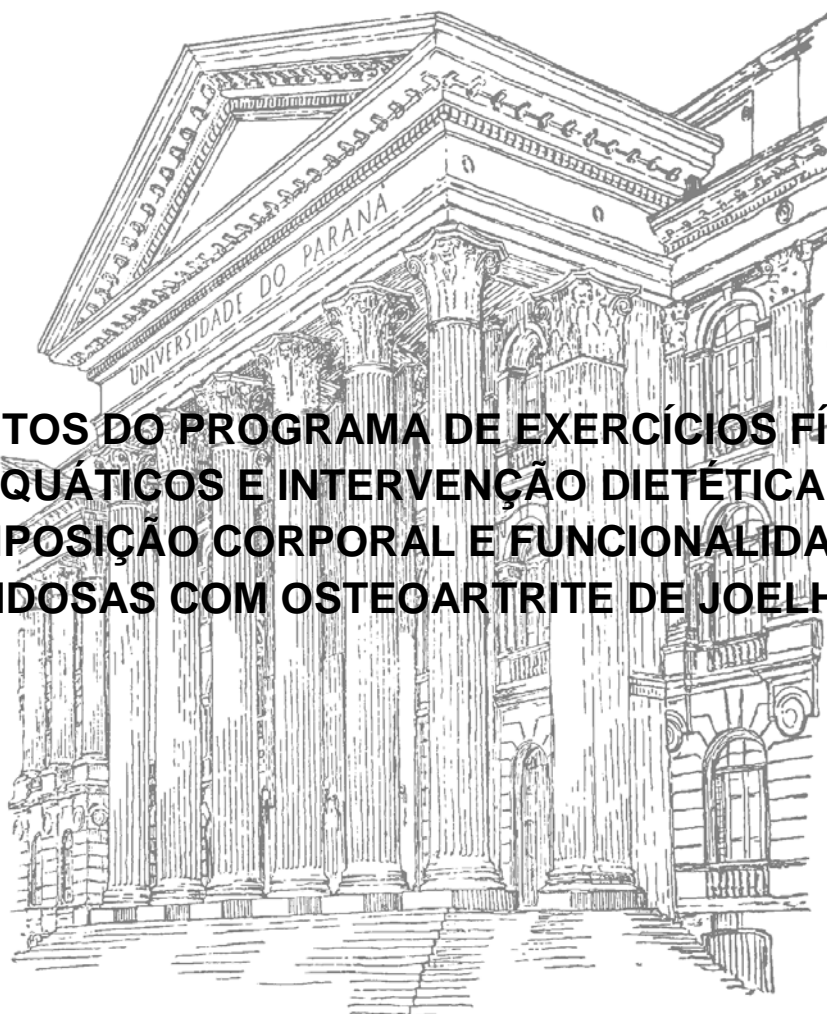 UNIVERSIDADE DO PARANÁ
TOS DO PROGRAMA DE EXERCÍCIOS FÍ
QUÁTICOS E INTERVENÇÃO DIETÉTICA
POSIÇÃO CORPORAL E FUNCIONALIDA
IDOSAS COM OSTEOARTRITE DE JOELH